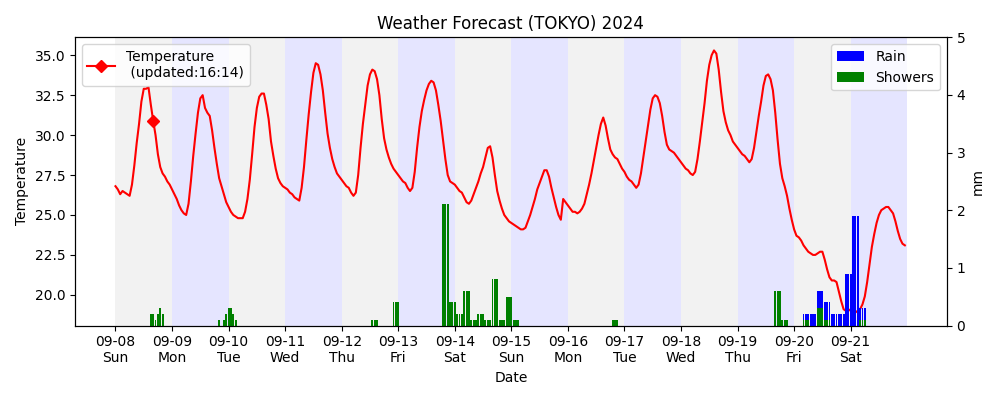 Weather Forecast (TOKYO) 2024
Temperature
(updated:16:14)
Rain
Showers
Temperature
35.0
32.5
30.0
27.5
25.0
22.5
20.0
5
4
3
2
1
0
mm
09-08 09-09 09-10 09-11 09-12 09-13 09-14 09-15 09-16 09-17 09-18 09-19 09-20 09-21
Sun Mon Tue Wed Thu Fri Sat Sun Mon Tue Wed Thu Fri Sat
Date